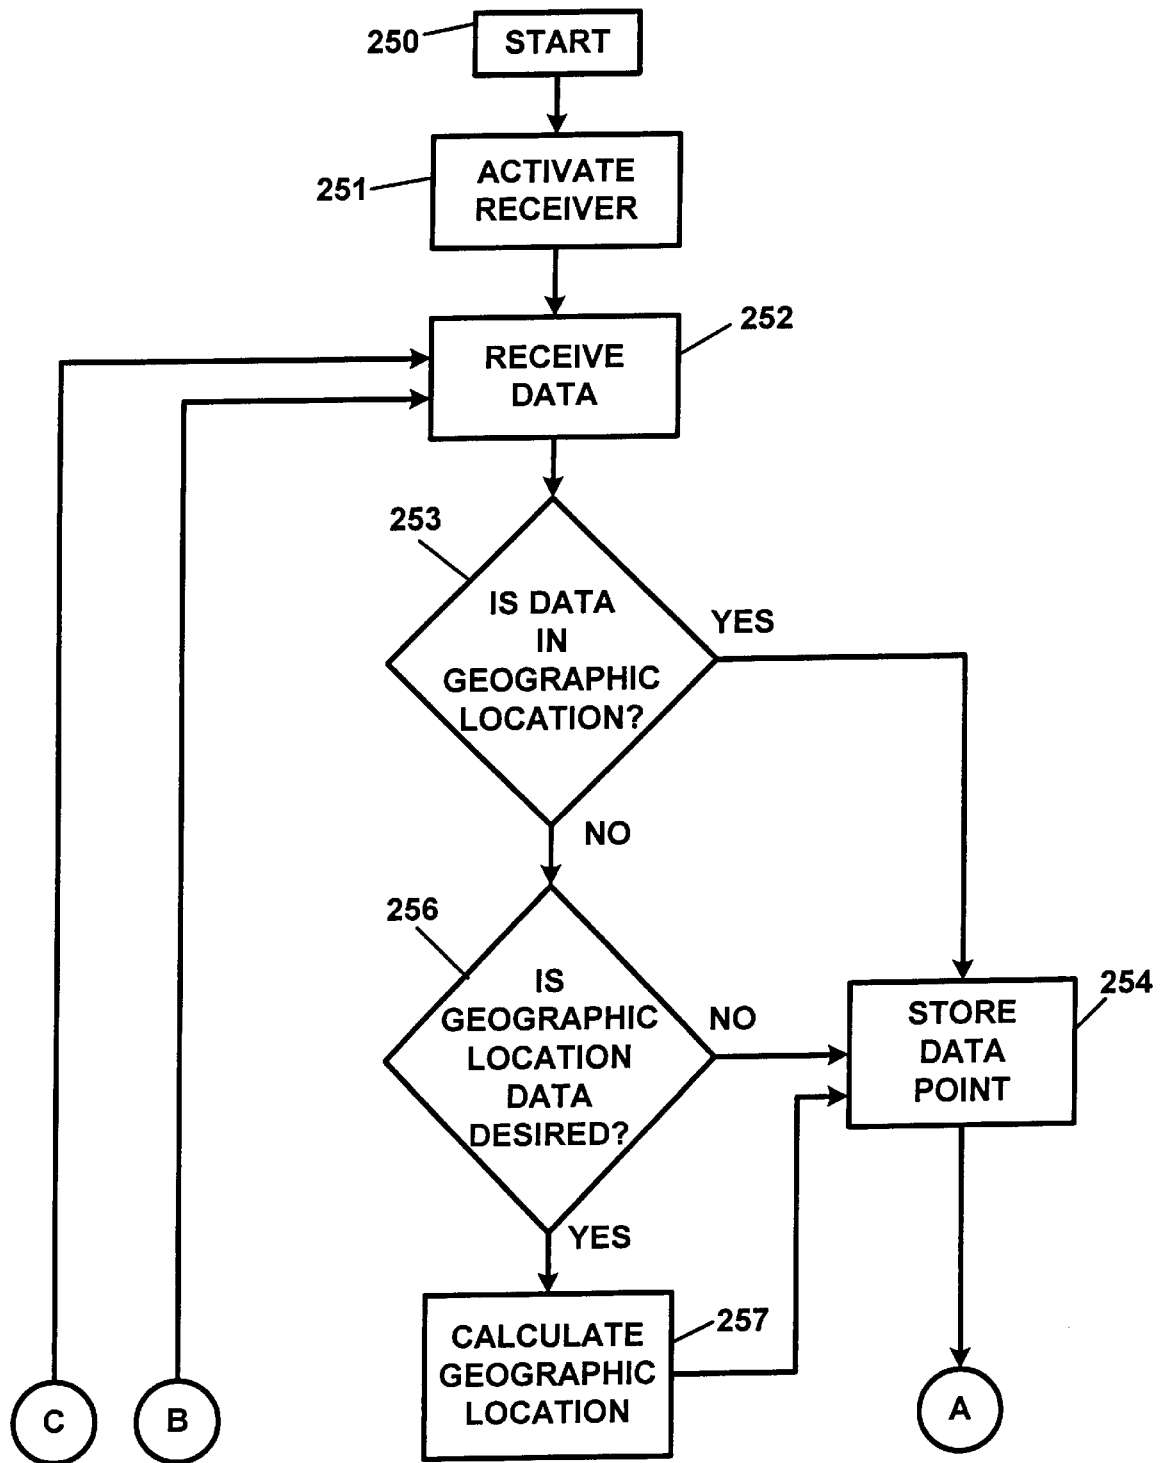 250
START
251
ACTIVATE
RECEIVER
252
RECEIVE
DATA
253
IS DATA
IN
GEOGRAPHIC
LOCATION?
YES
NO
256
IS
GEOGRAPHIC
LOCATION
DATA
DESIRED?
NO
YES
254
STORE
DATA
POINT
257
CALCULATE
GEOGRAPHIC
LOCATION
C
B
A